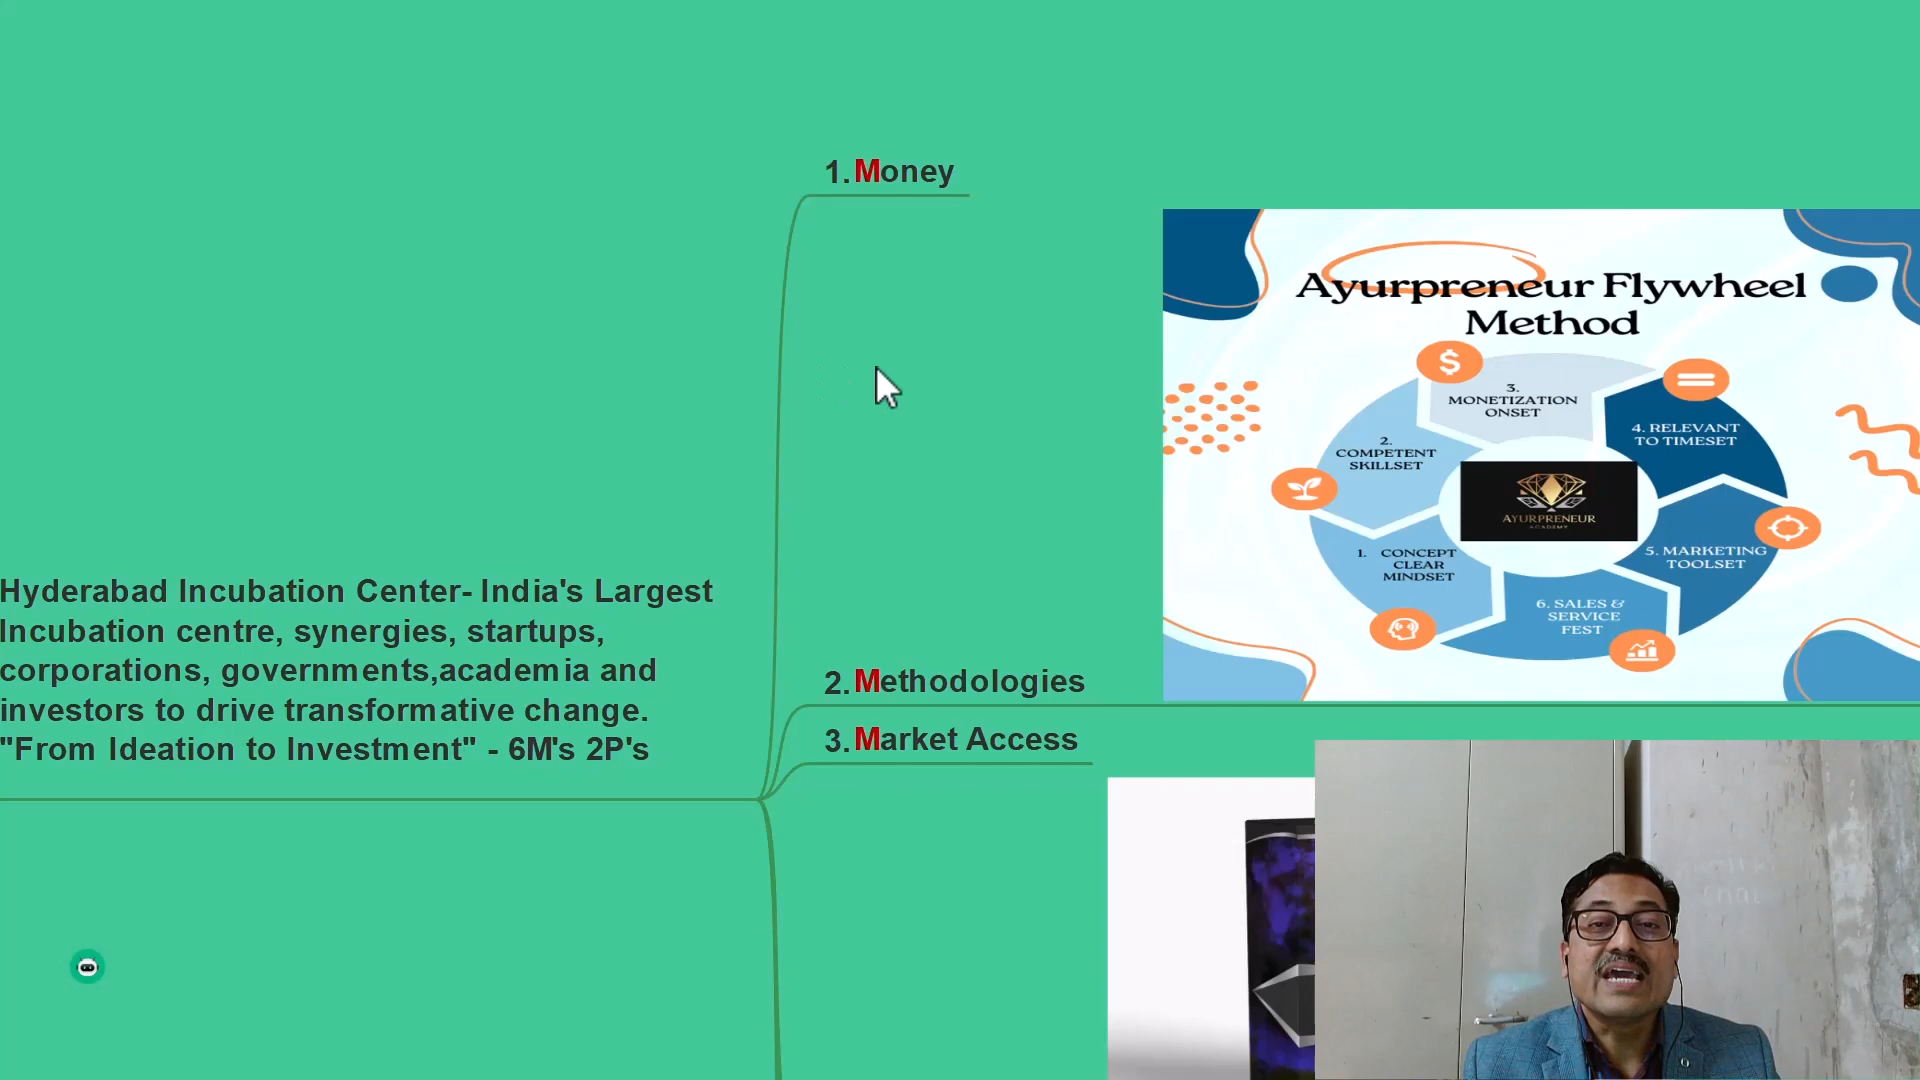 1.Money
Ayurpreneur Flywheel
Method
3.
MONETIZATION
ONSET
4. RELEVANT
TO TIMESET
2.
COMPETENT
SKILLSET
AYURPRENEUR
ACADEMY
1. CONCEPT
CLEAR
MINDSET
5. MARKETING
TOOLSET
6. SALES &
SERVICE
FEST
Hyderabad Incubation Center- India's Largest
Incubation centre, synergies, startups,
corporations, governments,academia and
investors to drive transformative change.
"From Ideation to Investment" - 6M's 2P's
2.Methodologies
3.Market Access